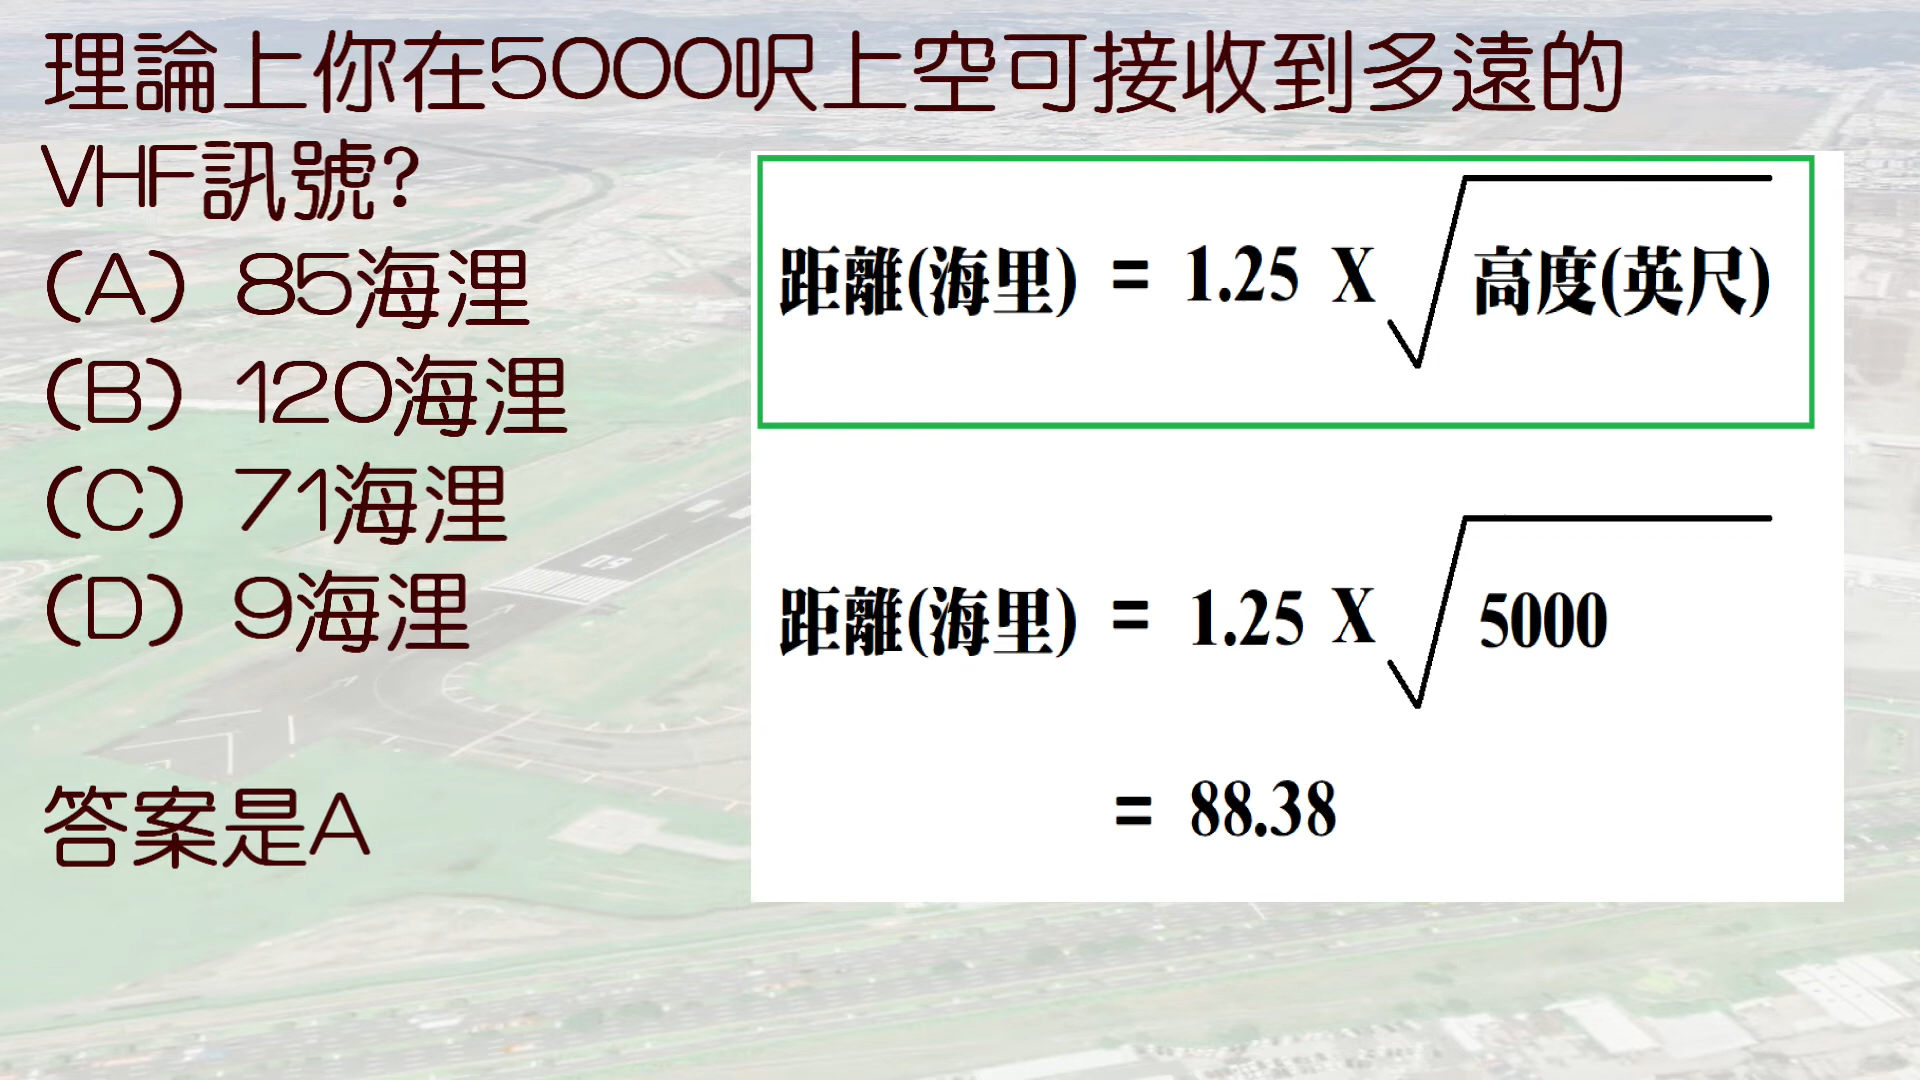 理論上你在5000呎上空可接收到多遠的
VHF訊號?
(A) 85海浬
(B) 120海浬
(C) 71海浬
(D) 9海浬
答案是A
距離(海里) = 1.25 X √高度(英尺)
距離(海里) = 1.25 X √5000
= 88.38
09